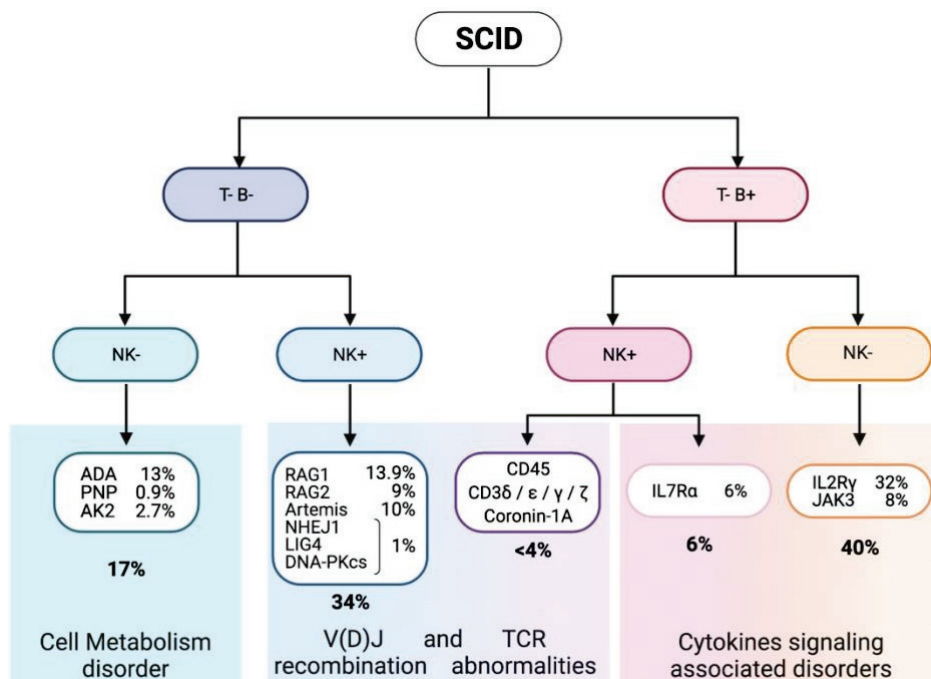 SCID
T- B-
T- B+
NK-
NK+
NK+
NK-
ADA 13%
PNP 0.9%
AK2 2.7%
17%
RAG1 13.9%
RAG2 9%
Artemis 10%
NHEJ1
LIG4 1%
DNA-PKcs
34%
CD45
CD3δ / ε / γ / ζ
Coronin-1A
<4%
IL7Rα 6%
6%
IL2Rγ 32%
JAK3 8%
40%
Cell Metabolism
disorder
V(D)J and TCR
recombination abnormalities
Cytokines signaling
associated disorders